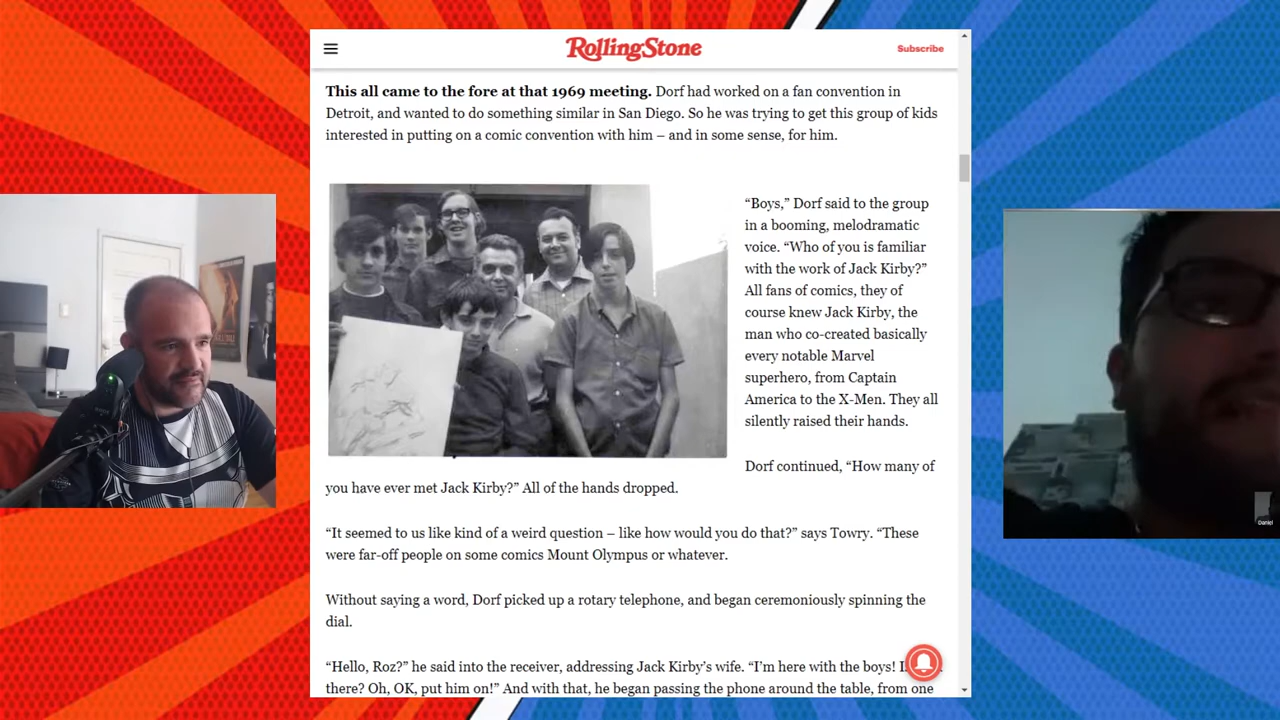 RollingStone
Subscribe
This all came to the fore at that 1969 meeting. Dorf had worked on a fan convention in
Detroit, and wanted to do something similar in San Diego. So he was trying to get this group of kids
interested in putting on a comic convention with him – and in some sense, for him.
“Boys,” Dorf said to the group
in a booming, melodramatic
voice. “Who of you is familiar
with the work of Jack Kirby?”
All fans of comics, they of
course knew Jack Kirby, the
man who co-created basically
every notable Marvel
superhero, from Captain
America to the X-Men. They all
silently raised their hands.
Dorf continued, “How many of
you have ever met Jack Kirby?” All of the hands dropped.
“It seemed to us like kind of a weird question – like how would you do that?” says Towry. “These
were far-off people on some comics Mount Olympus or whatever.
Without saying a word, Dorf picked up a rotary telephone, and began ceremoniously spinning the
dial.
“Hello, Roz?” he said into the receiver, addressing Jack Kirby’s wife. “I’m here with the boys!
there? Oh, OK, put him on!” And with that, he began passing the phone around the table, from one
Daniel